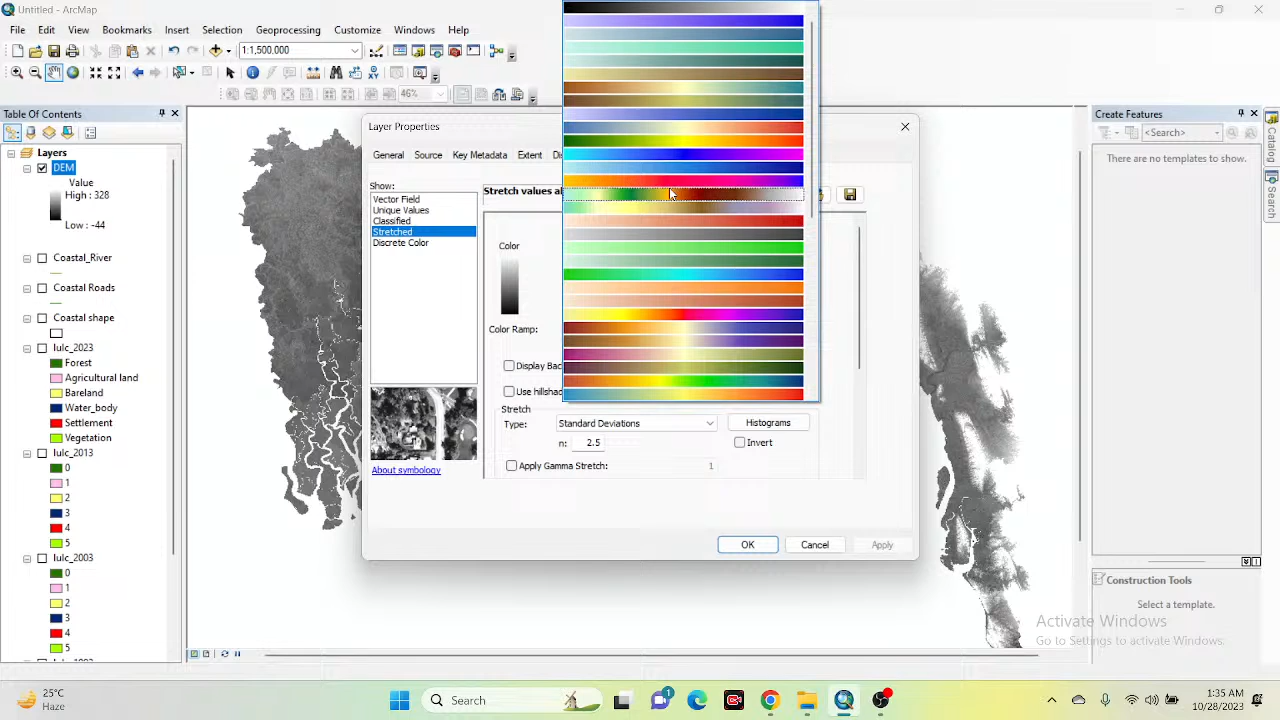 Untitled - ArcMap
File Edit View Bookmarks Insert Selection Geoprocessing Customize Windows Help
1:1,500,000
46%
Table Of Contents
Layers
DEM
Value
High : 328
Low : -44
Coastal_River
Coastal Roads
Coastal shape
lulc_2023
Forest
Agricultural land
Bareland
Water_body
Settlement
Vegetation
lulc_2013
0
1
2
3
4
5
lulc_2003
0
1
2
3
4
5
Layer Properties
General Source Key Metadata Extent
Show:
Vector Field
Unique Values
Classified
Stretched
Discrete Color
About symbology
Stretch values
Color
Color Ramp:
Display Bac
Use hillshad
Stretch
Type: Standard Deviations Histograms
n: 2.5 Invert
Apply Gamma Stretch: 1
OK Cancel Apply
Create Features
<Search>
There are no templates to show.
Construction Tools
Select a template.
Catalog
Search
Activate Windows
Go to Settings to activate Windows.
25°C
Haze
Search
1
1:35 AM